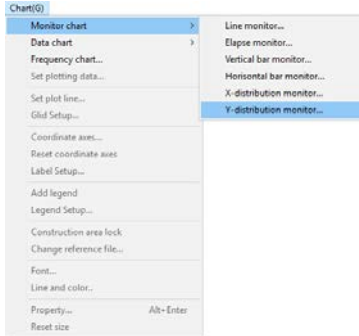 Chart(G)
Monitor chart
Data chart
Frequency chart...
Set plotting data...
Set plot line...
Glid Setup...
Coordinate axes...
Reset coordinate axes
Label Setup...
Add legend
Legend Setup...
Construction area lock
Change reference file...
Font...
Line and color...
Property... Alt+Enter
Reset size
Line monitor...
Elapse monitor...
Vertical bar monitor...
Horisontal bar monitor...
X-distribution monitor...
Y-distribution monitor...